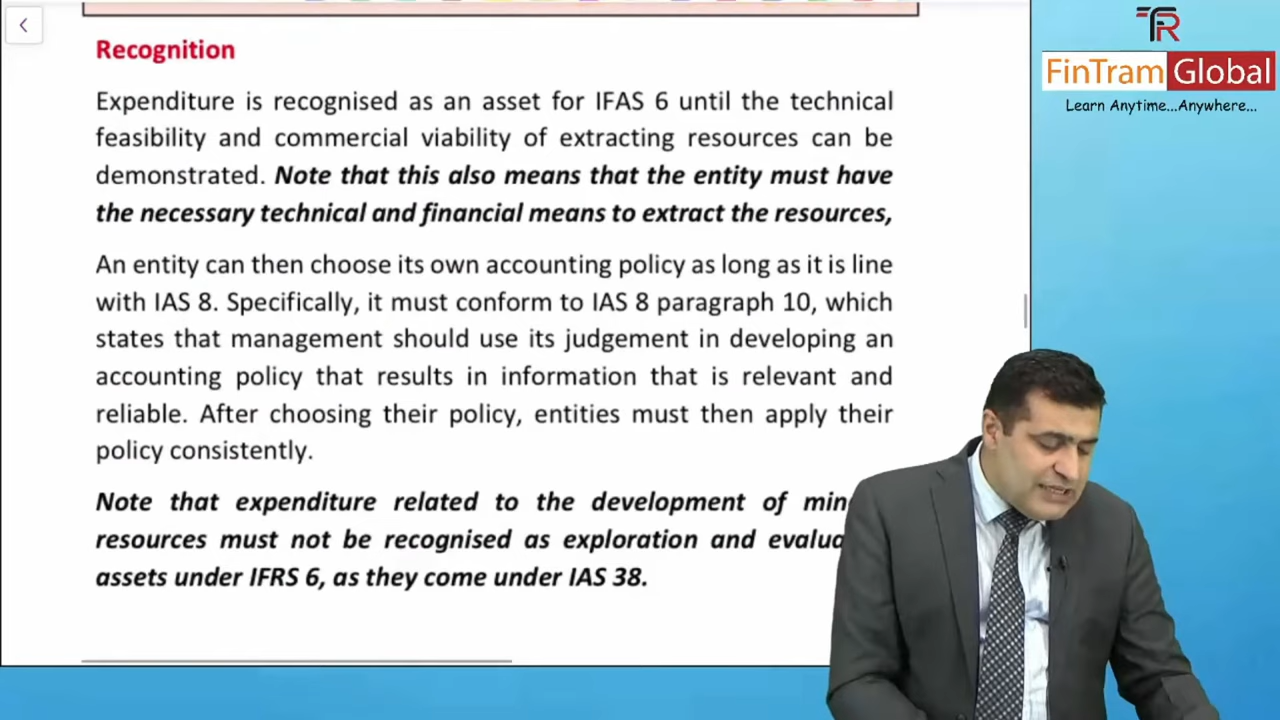 Recognition
Expenditure is recognised as an asset for IFAS 6 until the technical
feasibility and commercial viability of extracting resources can be
demonstrated. Note that this also means that the entity must have
the necessary technical and financial means to extract the resources,
An entity can then choose its own accounting policy as long as it is line
with IAS 8. Specifically, it must conform to IAS 8 paragraph 10, which
states that management should use its judgement in developing an
accounting policy that results in information that is relevant and
reliable. After choosing their policy, entities must then apply their
policy consistently.
Note that expenditure related to the development of
resources must not be recognised as exploration and
assets under IFRS 6, as they come under IAS 38.
FinTram Global
Learn Anytime...Anywhere...